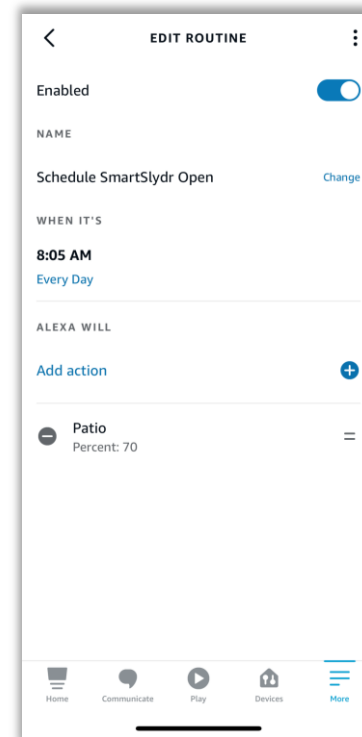 EDIT ROUTINE
Enabled
NAME
Schedule SmartSlydr Open Change
WHEN IT'S
8:05 AM
Every Day
ALEXA WILL
Add action
Patio
Percent: 70
Home Communicate Play Devices More